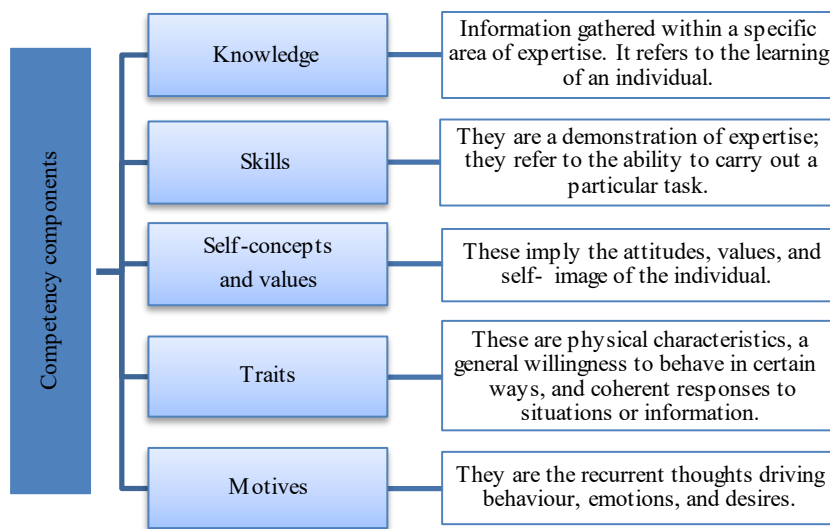 Competency components
Knowledge
Information gathered within a specific
area of expertise. It refers to the learning
of an individual.
Skills
They are a demonstration of expertise;
they refer to the ability to carry out a
particular task.
Self-concepts
and values
These imply the attitudes, values, and
self- image of the individual.
Traits
These are physical characteristics, a
general willingness to behave in certain
ways, and coherent responses to
situations or information.
Motives
They are the recurrent thoughts driving
behaviour, emotions, and desires.